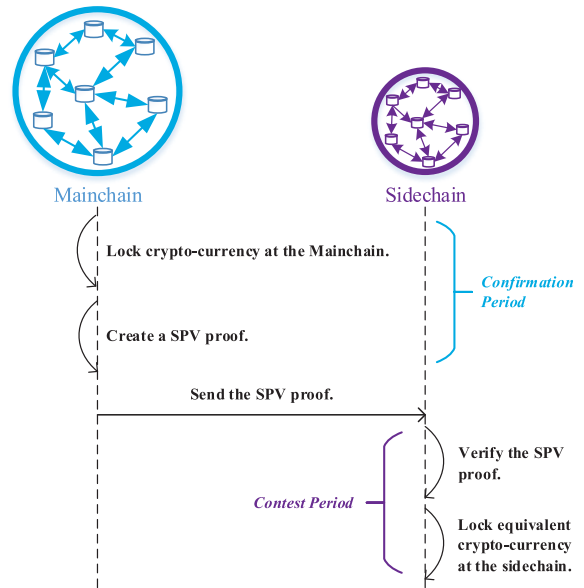 Mainchain
Sidechain
Lock crypto-currency at the Mainchain.
Confirmation
Period
Create a SPV proof.
Send the SPV proof.
Verify the SPV
proof.
Contest Period
Lock equivalent
crypto-currency
at the sidechain.